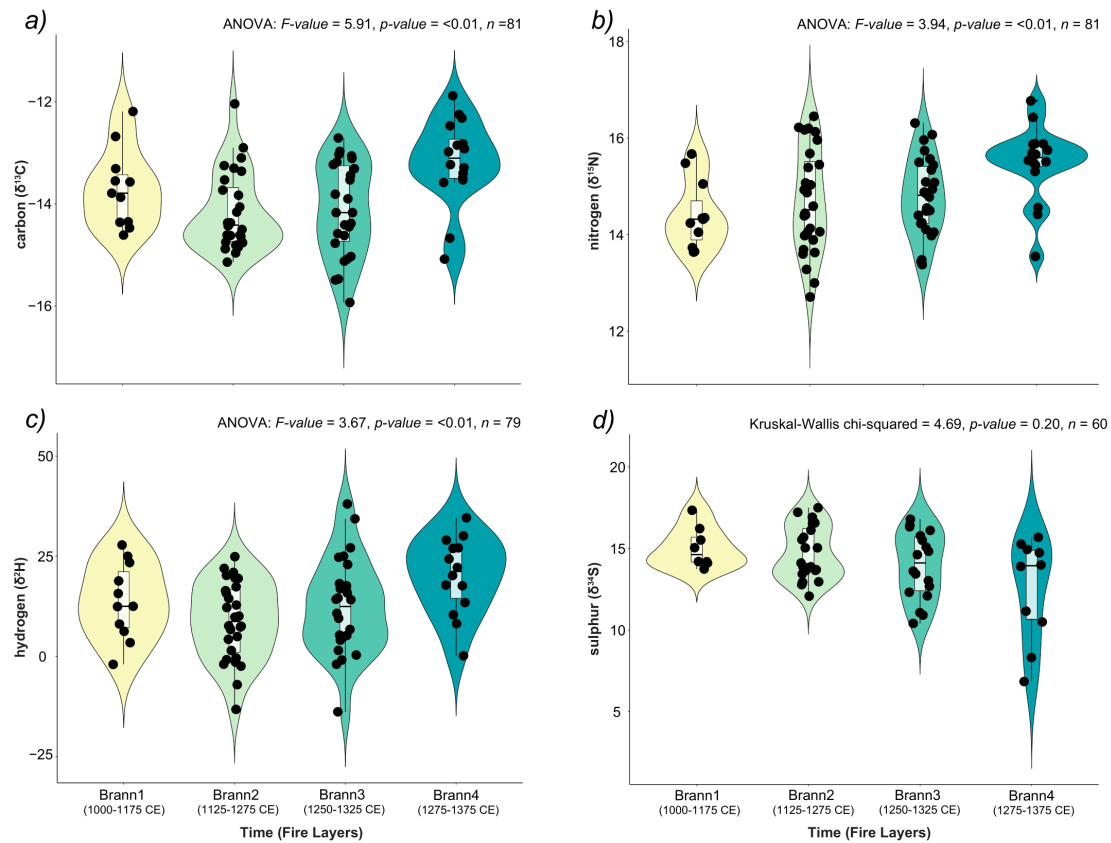 a)
ANOVA: F-value = 5.91, p-value = <0.01, n =81
carbon (δ¹³C)
−12
−14
−16
b)
ANOVA: F-value = 3.94, p-value = <0.01, n = 81
nitrogen (δ¹⁵N)
18
16
14
12
c)
ANOVA: F-value = 3.67, p-value = <0.01, n = 79
hydrogen (δ²H)
50
25
0
−25
Brann1 Brann2 Brann3 Brann4
(1000-1175 CE) (1125-1275 CE) (1250-1325 CE) (1275-1375 CE)
Time (Fire Layers)
d)
Kruskal-Wallis chi-squared = 4.69, p-value = 0.20, n = 60
sulphur (δ³⁴S)
20
15
10
5
Brann1 Brann2 Brann3 Brann4
(1000-1175 CE) (1125-1275 CE) (1250-1325 CE) (1275-1375 CE)
Time (Fire Layers)